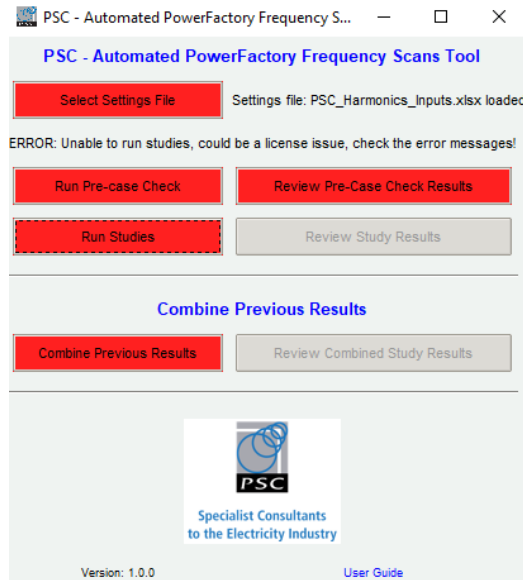 PSC - Automated PowerFactory Frequency S...
PSC - Automated PowerFactory Frequency Scans Tool
Select Settings File Settings file: PSC_Harmonics_Inputs.xlsx loaded
ERROR: Unable to run studies, could be a license issue, check the error messages!
Run Pre-case Check Review Pre-Case Check Results
Run Studies Review Study Results
Combine Previous Results
Combine Previous Results Review Combined Study Results
PSC
Specialist Consultants
to the Electricity Industry
Version: 1.0.0 User Guide